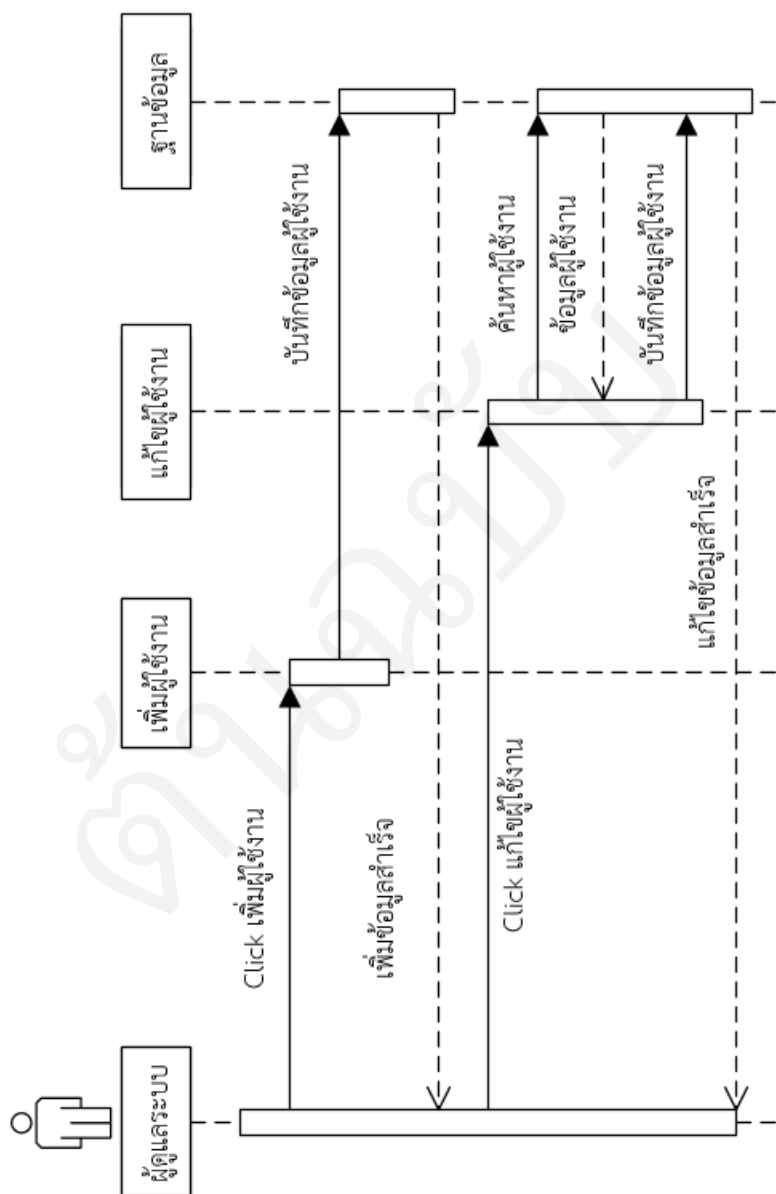 ผู้ดูแลระบบ
เพิ่มผู้ใช้งาน
แก้ไขผู้ใช้งาน
ฐานข้อมูล
Click เพิ่มผู้ใช้งาน
บันทึกข้อมูลผู้ใช้งาน
เพิ่มข้อมูลสำเร็จ
Click แก้ไขผู้ใช้งาน
ค้นหาผู้ใช้งาน
ข้อมูลผู้ใช้งาน
บันทึกข้อมูลผู้ใช้งาน
แก้ไขข้อมูลสำเร็จ
ต้นฉบับ